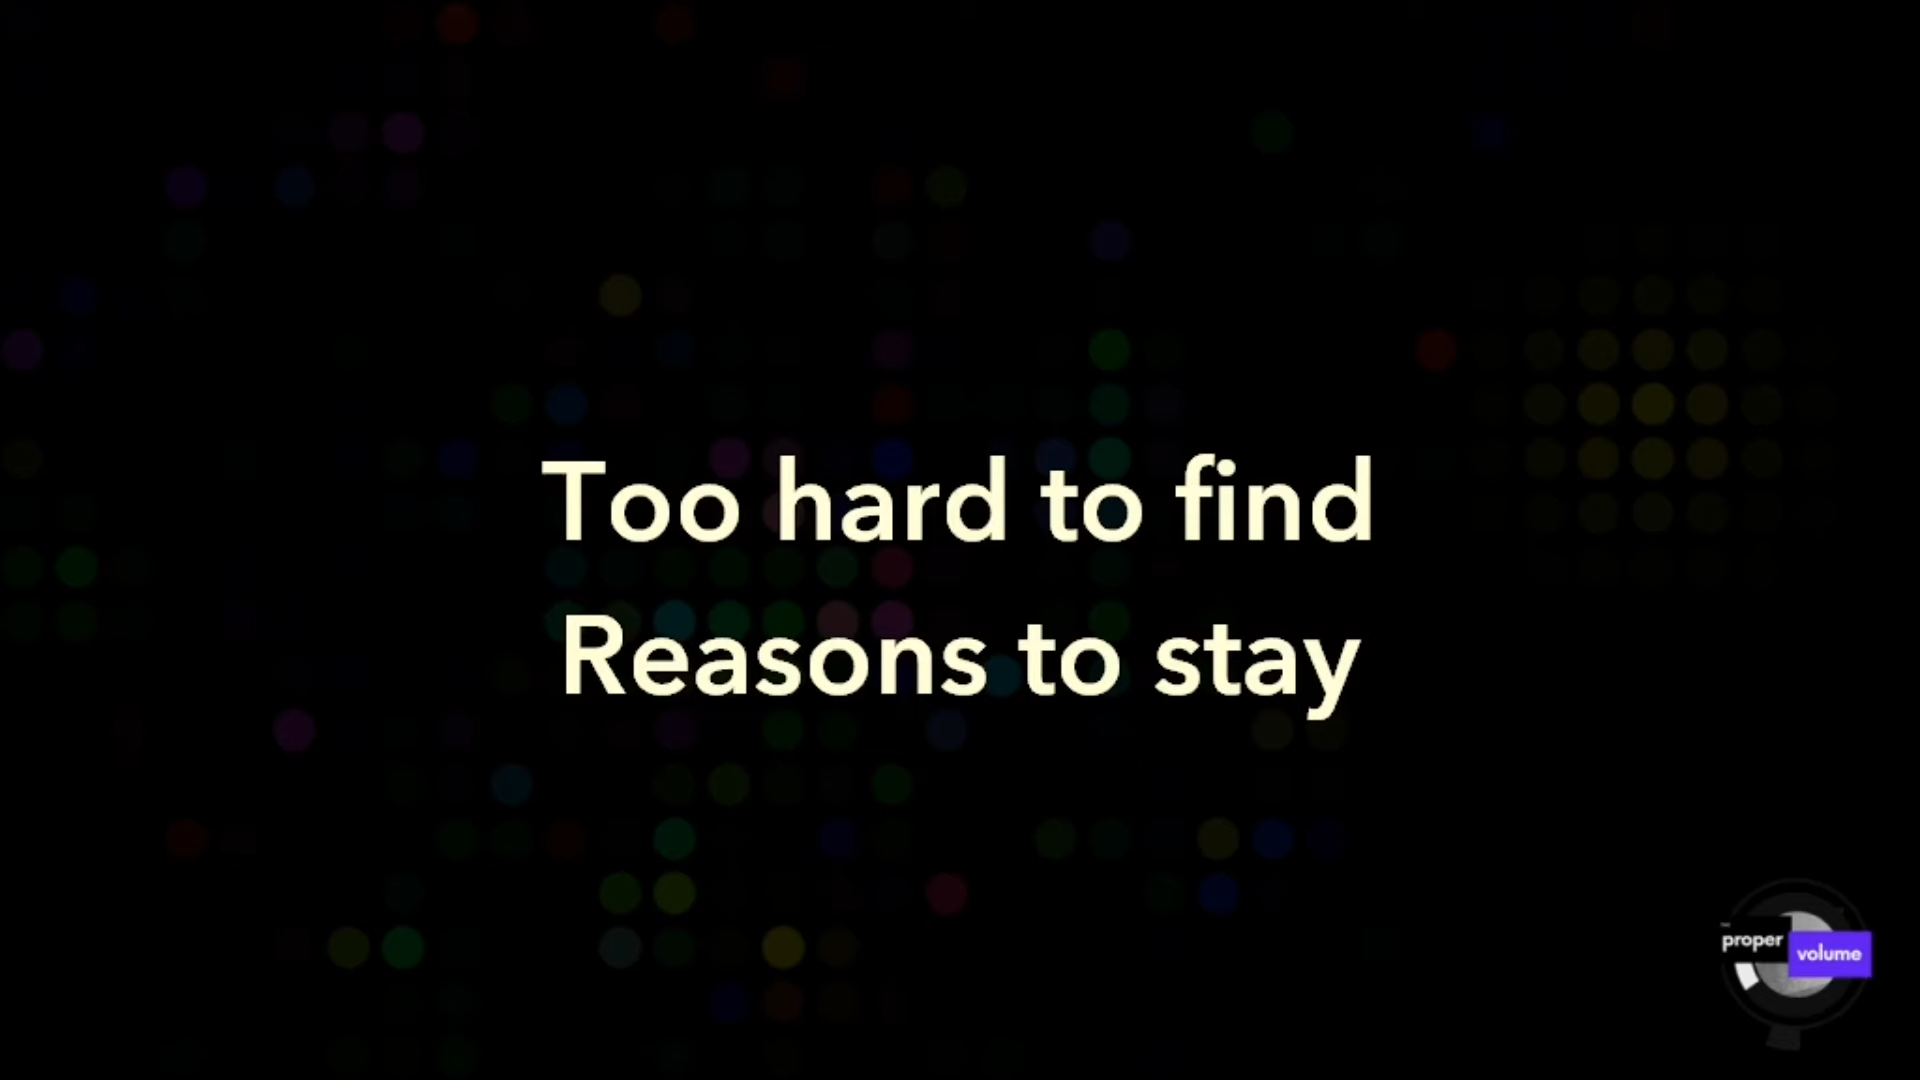 Too hard to find
Reasons to stay
proper
volume